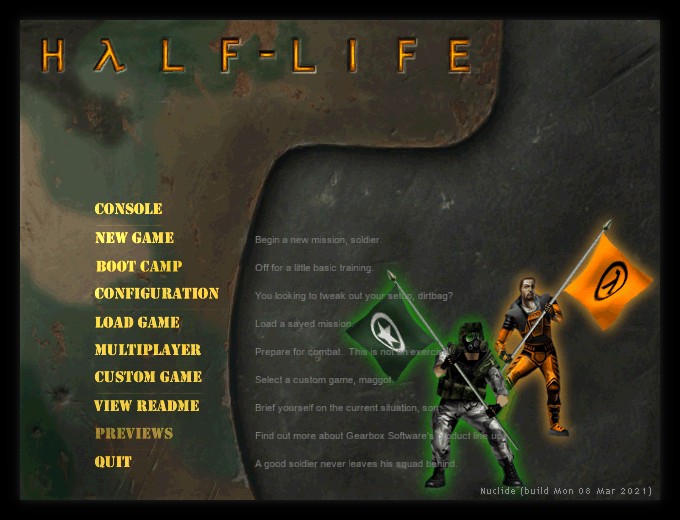 HλLF-LIFE
CONSOLE
NEW GAME Begin a new mission, soldier.
BOOT CAMP Off for a little basic training.
CONFIGURATION You looking to tweak out your setup, dirtbag?
LOAD GAME Load a saved mission.
MULTIPLAYER Prepare for combat. This is not an exercise.
CUSTOM GAME Select a custom game, maggot.
VIEW README Brief yourself on the current situation, son.
PREVIEWS Find out more about Gearbox Software's product line up.
QUIT A good soldier never leaves his squad behind.
Nuclide (build Mon 08 Mar 2021)